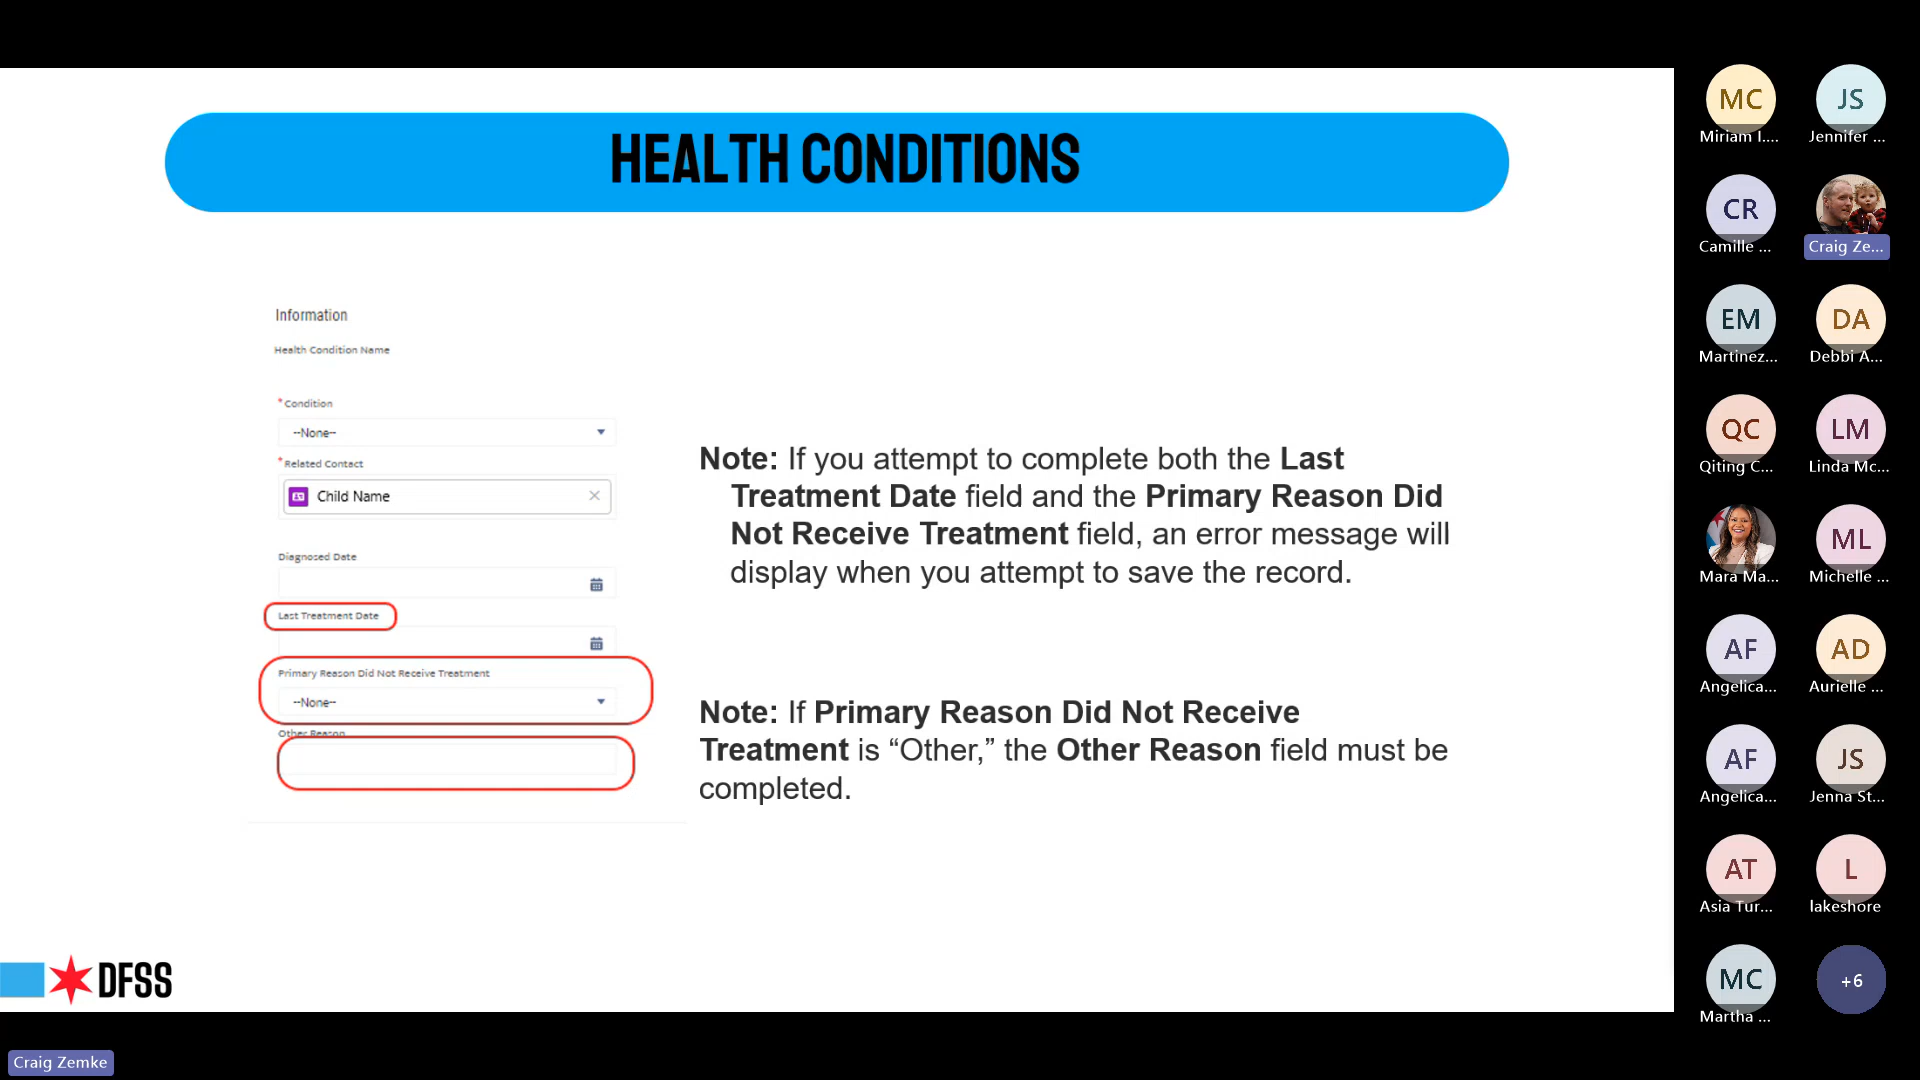 HEALTH CONDITIONS
Information
Health Condition Name
*Condition
--None--
*Related Contact
Child Name
Diagnosed Date
Last Treatment Date
Primary Reason Did Not Receive Treatment
--None--
Other Reason
Note: If you attempt to complete both the Last
Treatment Date field and the Primary Reason Did
Not Receive Treatment field, an error message will
display when you attempt to save the record.
Note: If Primary Reason Did Not Receive
Treatment is “Other,” the Other Reason field must be
completed.
DFSS
MC
Miriam I....
JS
Jennifer ...
CR
Camille ...
Craig Ze...
EM
Martinez...
DA
Debbi A...
QC
Qiting C...
LM
Linda Mc...
Mara Ma...
ML
Michelle ...
AF
Angelica...
AD
Aurielle ...
AF
Angelica...
JS
Jenna St...
AT
Asia Tur...
L
lakeshore
MC
Martha ...
+6
Craig Zemke